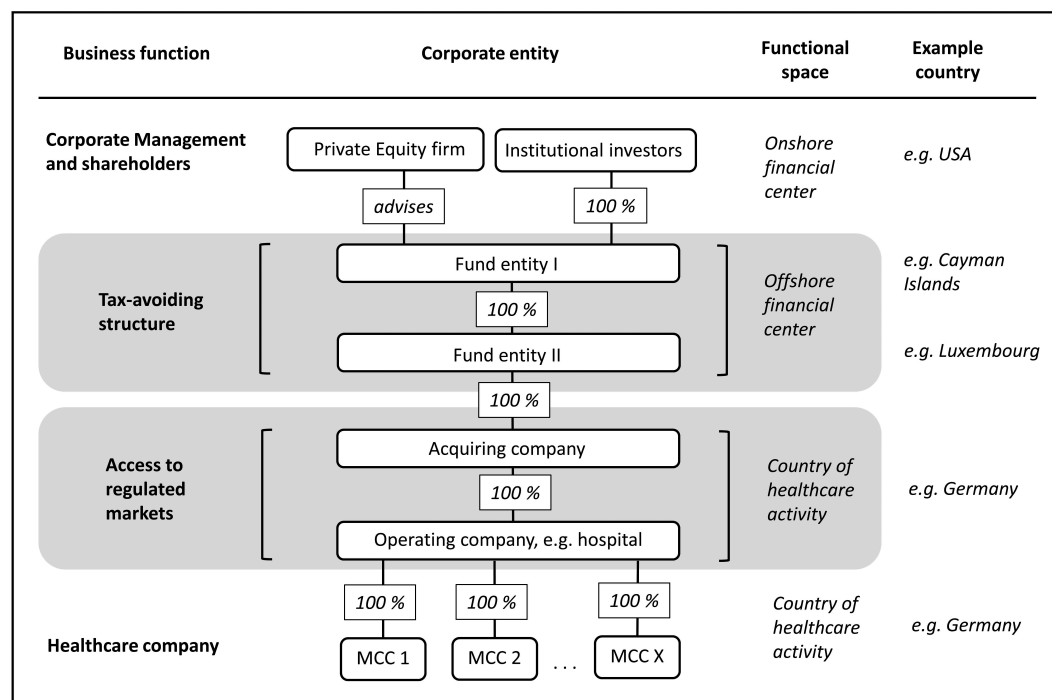 Business function
Corporate entity
Functional
space
Example
country
Corporate Management
and shareholders
Private Equity firm
Institutional investors
Onshore
financial
center
e.g. USA
advises
100 %
Tax-avoiding
structure
Fund entity I
100 %
Fund entity II
Offshore
financial
center
e.g. Cayman
Islands
e.g. Luxembourg
100 %
Access to
regulated
markets
Acquiring company
100 %
Operating company, e.g. hospital
Country of
healthcare
activity
e.g. Germany
100 %
100 %
100 %
Healthcare company
MCC 1
MCC 2
. . .
MCC X
Country of
healthcare
activity
e.g. Germany